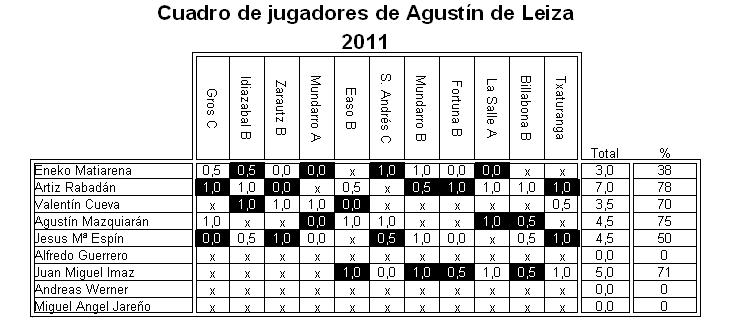 Cuadro de jugadores de Agustín de Leiza
2011
Gros C Idiazabal B Zarautz B Mundarro A Easo B S. Andrés C Mundarro B Fortuna B La Salle A Billabona B Txaturanga Total %
Eneko Matiarena 0,5 0,5 0,0 0,0 x 1,0 1,0 0,0 0,0 x x 3,0 38
Artiz Rabadán 1,0 1,0 0,0 x 0,5 x 0,5 1,0 1,0 1,0 1,0 7,0 78
Valentín Cueva x 1,0 1,0 1,0 0,0 x x x x x 0,5 3,5 70
Agustín Mazquiarán 1,0 x x 0,0 1,0 1,0 x x 1,0 0,5 x 4,5 75
Jesus Mª Espín 0,0 0,5 1,0 0,0 x 0,5 1,0 0,0 x 0,5 1,0 4,5 50
Alfredo Guerrero x x x x x x x x x x x 0,0 0
Juan Miguel Imaz x x x x 1,0 0,0 1,0 0,5 1,0 0,5 1,0 5,0 71
Andreas Werner x x x x x x x x x x x 0,0 0
Miguel Angel Jareño x x x x x x x x x x x 0,0 0